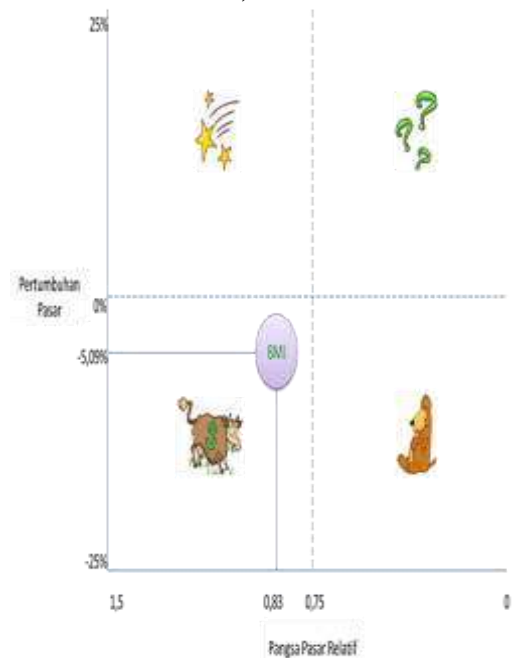 25%
Pertumbuhan
Pasar
0%
BMI
-5,09%
-25%
1,5
0,83
0,75
0
Pangsa Pasar Relatif